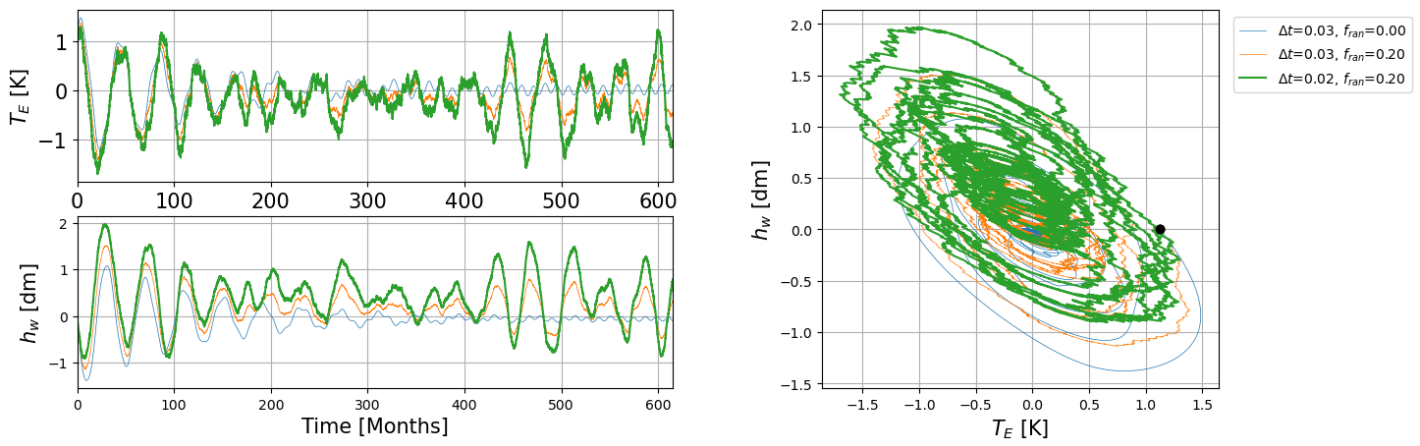 T_E [K]
1
0
−1
0 100 200 300 400 500 600
h_w [dm]
2
1
0
−1
0 100 200 300 400 500 600
Time [Months]
h_w [dm]
2.0
1.5
1.0
0.5
0.0
−0.5
−1.0
−1.5
−1.5 −1.0 −0.5 0.0 0.5 1.0 1.5
T_E [K]
Δt=0.03, f_ran=0.00
Δt=0.03, f_ran=0.20
Δt=0.02, f_ran=0.20